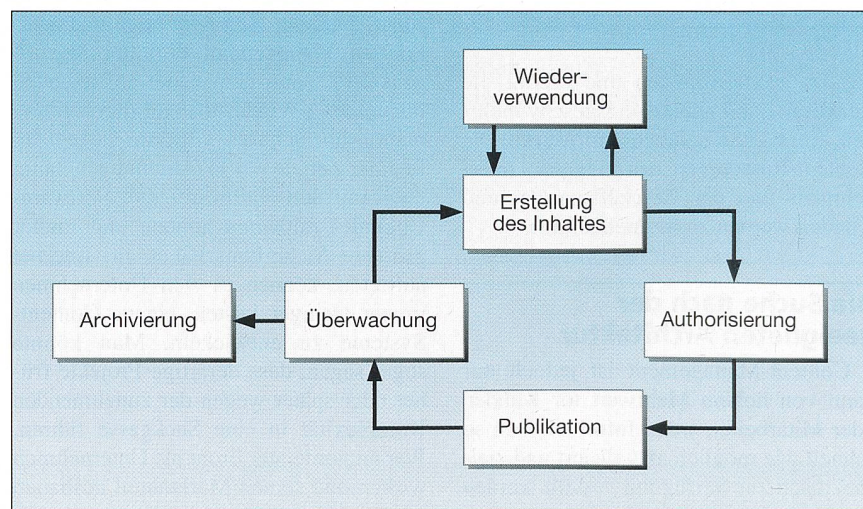 Wieder-
verwendung
Erstellung
des Inhaltes
Archivierung
Überwachung
Authorisierung
Publikation